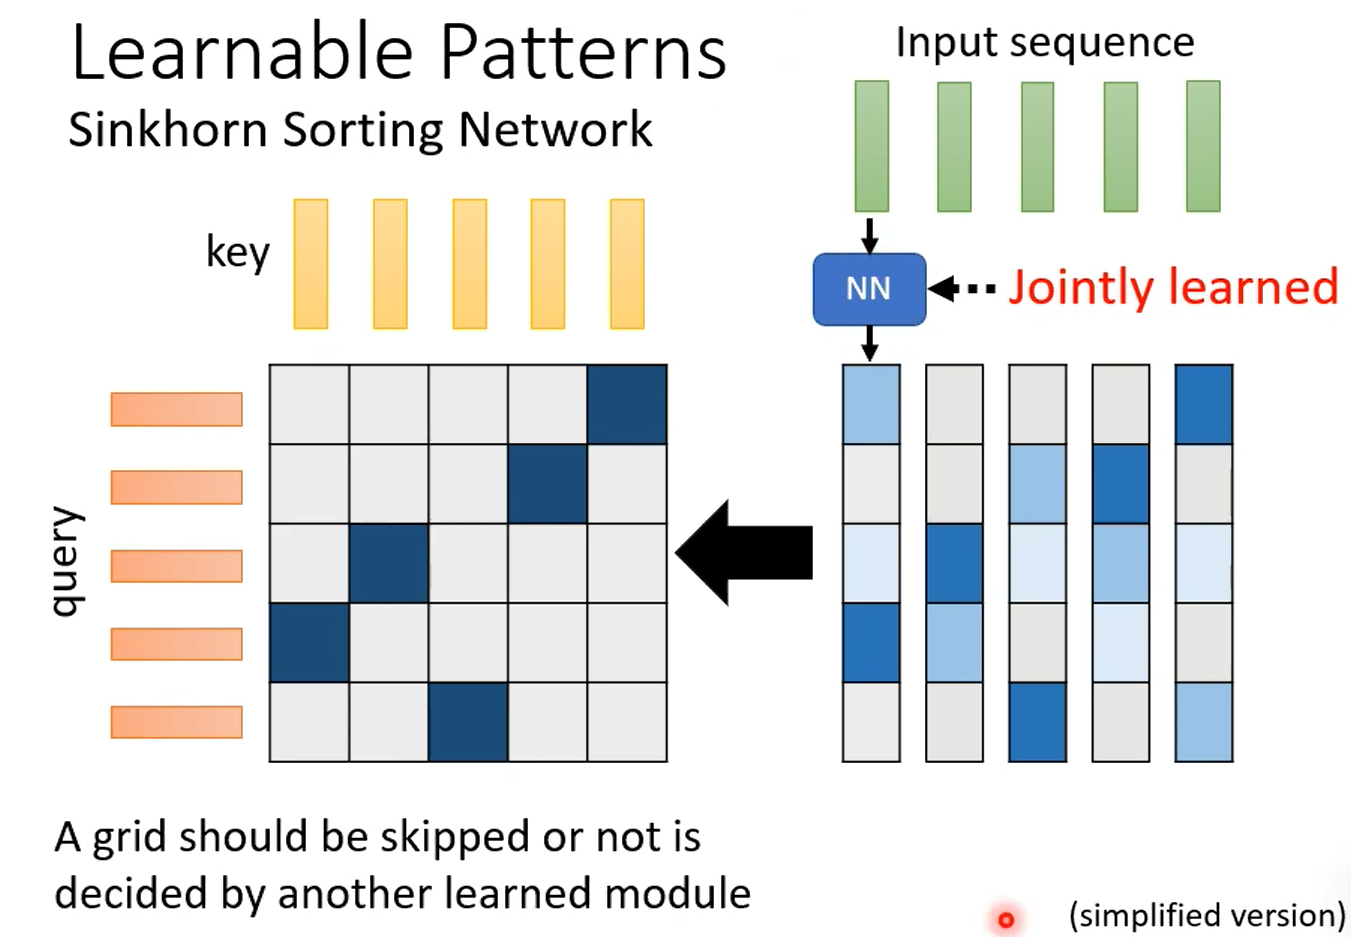 Learnable Patterns
Sinkhorn Sorting Network
Input sequence
key
NN
Jointly learned
query
A grid should be skipped or not is
decided by another learned module
(simplified version)